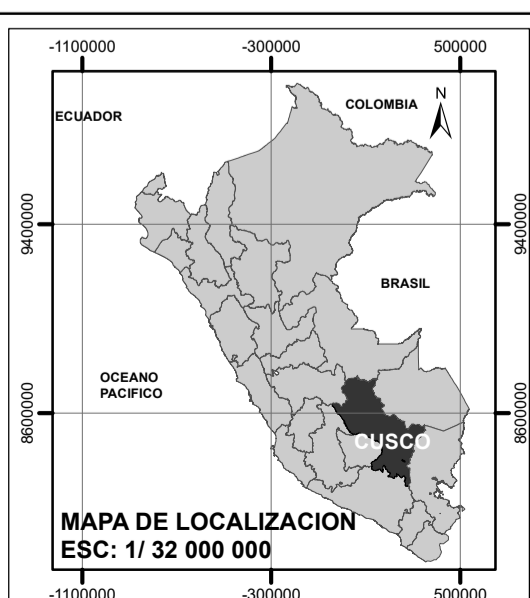 -1100000 -300000 500000
ECUADOR
COLOMBIA
N
9400000 9400000
BRASIL
OCEANO
PACIFICO
8600000 8600000
CUSCO
MAPA DE LOCALIZACION
ESC: 1/ 32 000 000
-1100000 -300000 500000